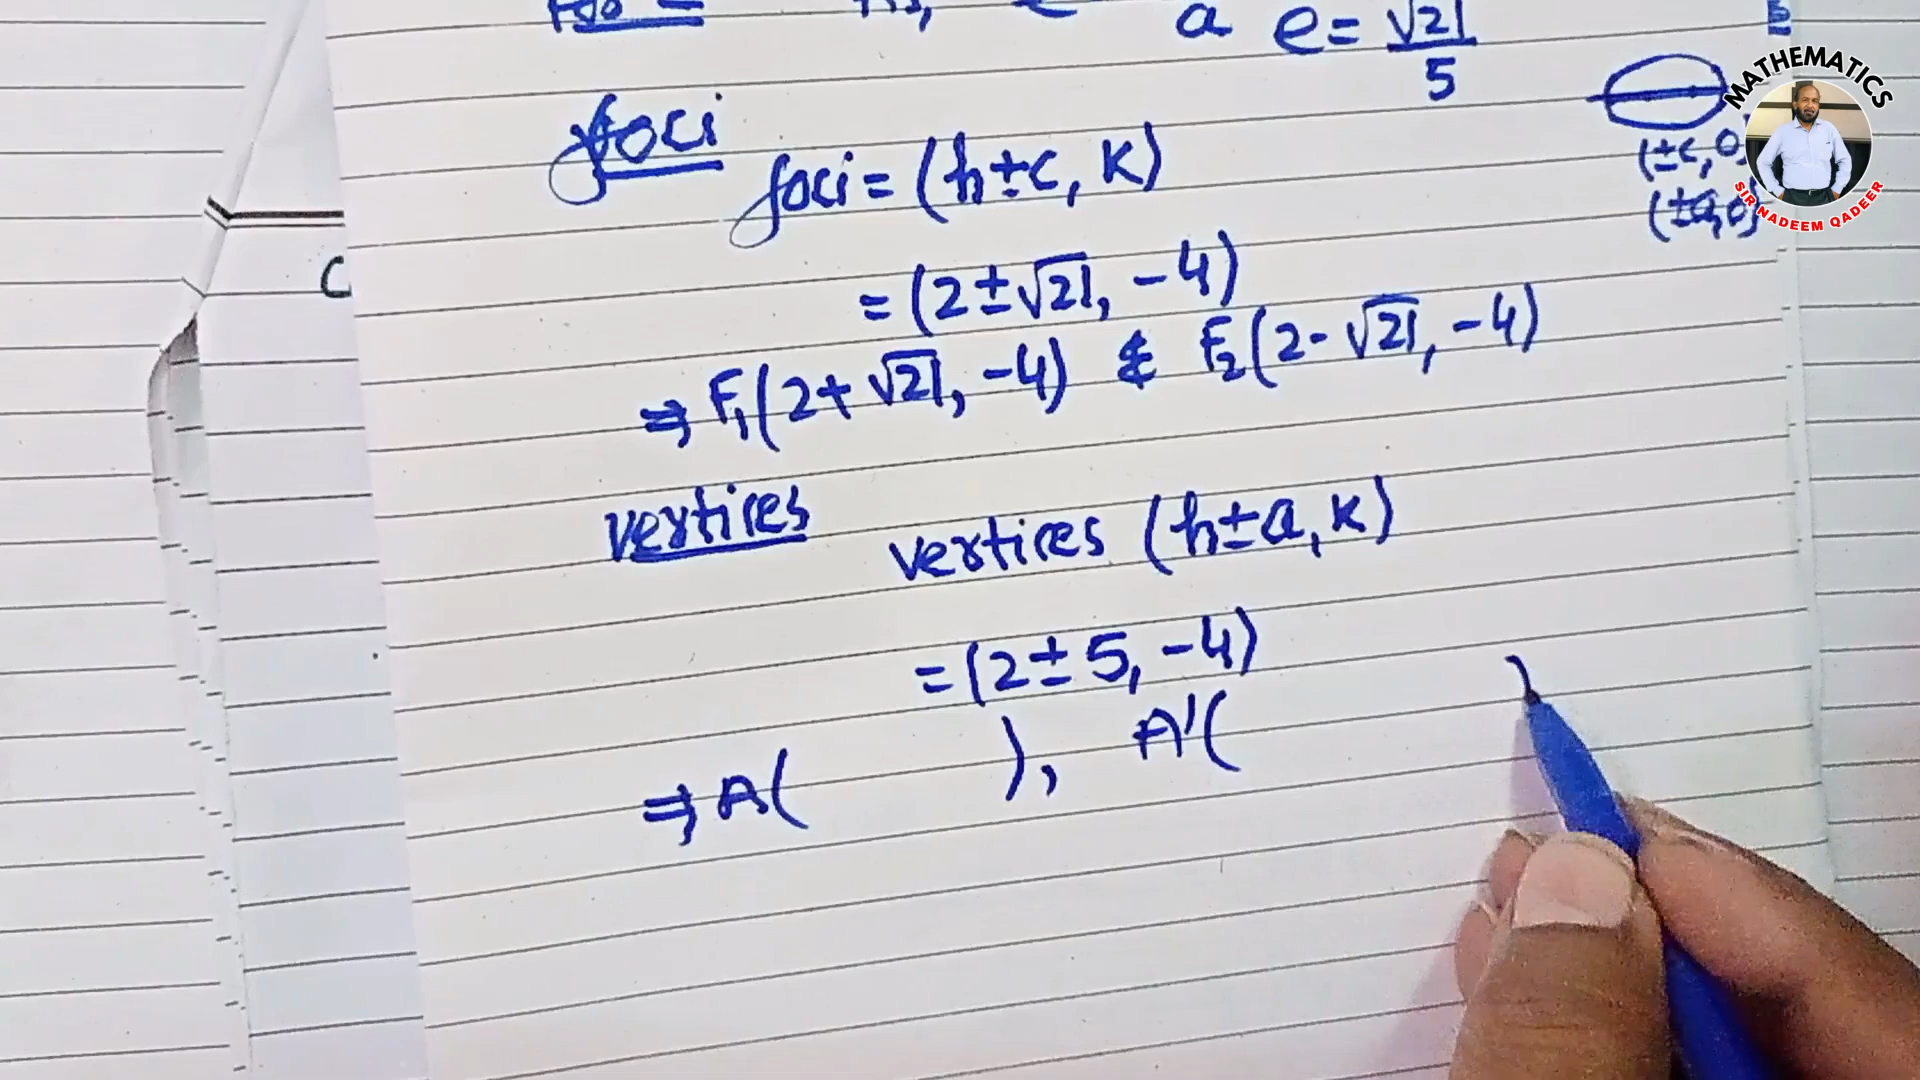 a e = √21/5
foci
foci = (h±c, k)
= (2±√21, -4)
⇒ F₁(2+√21, -4) & F₂(2-√21, -4)
vertices
vertices (h±a, k)
= (2±5, -4)
⇒ A( ), A'(
C
(±c, 0)
(±a, 0)
MATHEMATICS
SIR NADEEM QADEER